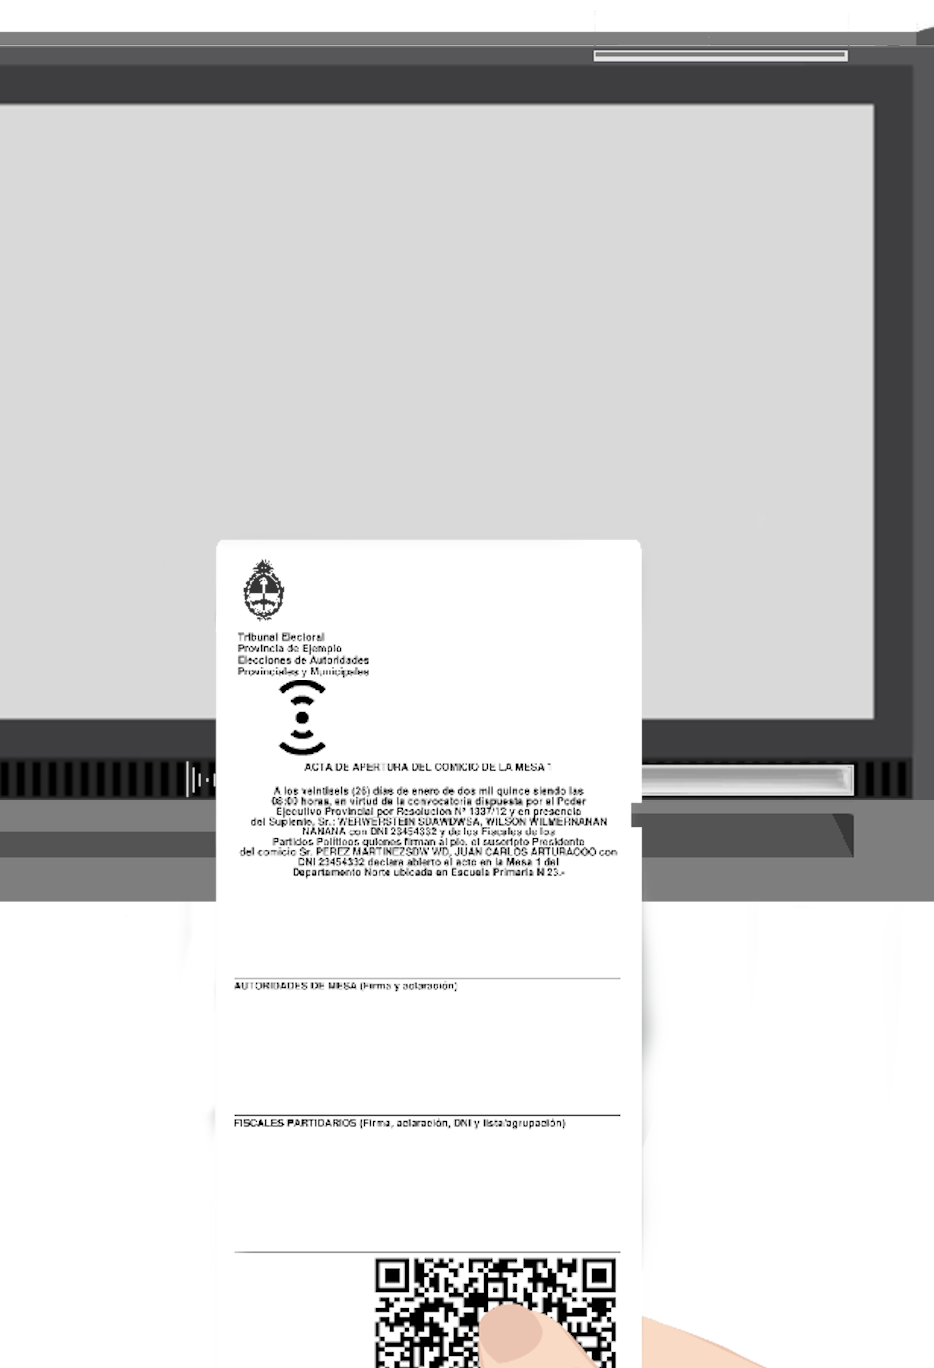 Tribunal Electoral
Provincia de Ejemplo
Elecciones de Autoridades
Provinciales y Municipales
ACTA DE APERTURA DEL COMICIO DE LA MESA 1
A los veintiseis (26) días de enero de dos mil quince siendo las
08:00 horas, en virtud de la convocatoria dispuesta por el Poder
Ejecutivo Provincial por Resolución Nº 1337/12 y en presencia
del Suplente, Sr.: WERWERSTEIN SDAWDWSA, WILSON WILMERNANAN
NANANA con DNI 23454332 y de los Fiscales de los
Partidos Políticos quienes firman al pie, el suscripto Presidente
del comicio Sr. PEREZ MARTINEZSDW WD, JUAN CARLOS ARTURAOOO con
DNI 23454332 declara abierto el acto en la Mesa 1 del
Departamento Norte ubicada en Escuela Primaria N 23.-
AUTORIDADES DE MESA (Firma y aclaración)
FISCALES PARTIDARIOS (Firma, aclaración, DNI y lista/agrupación)